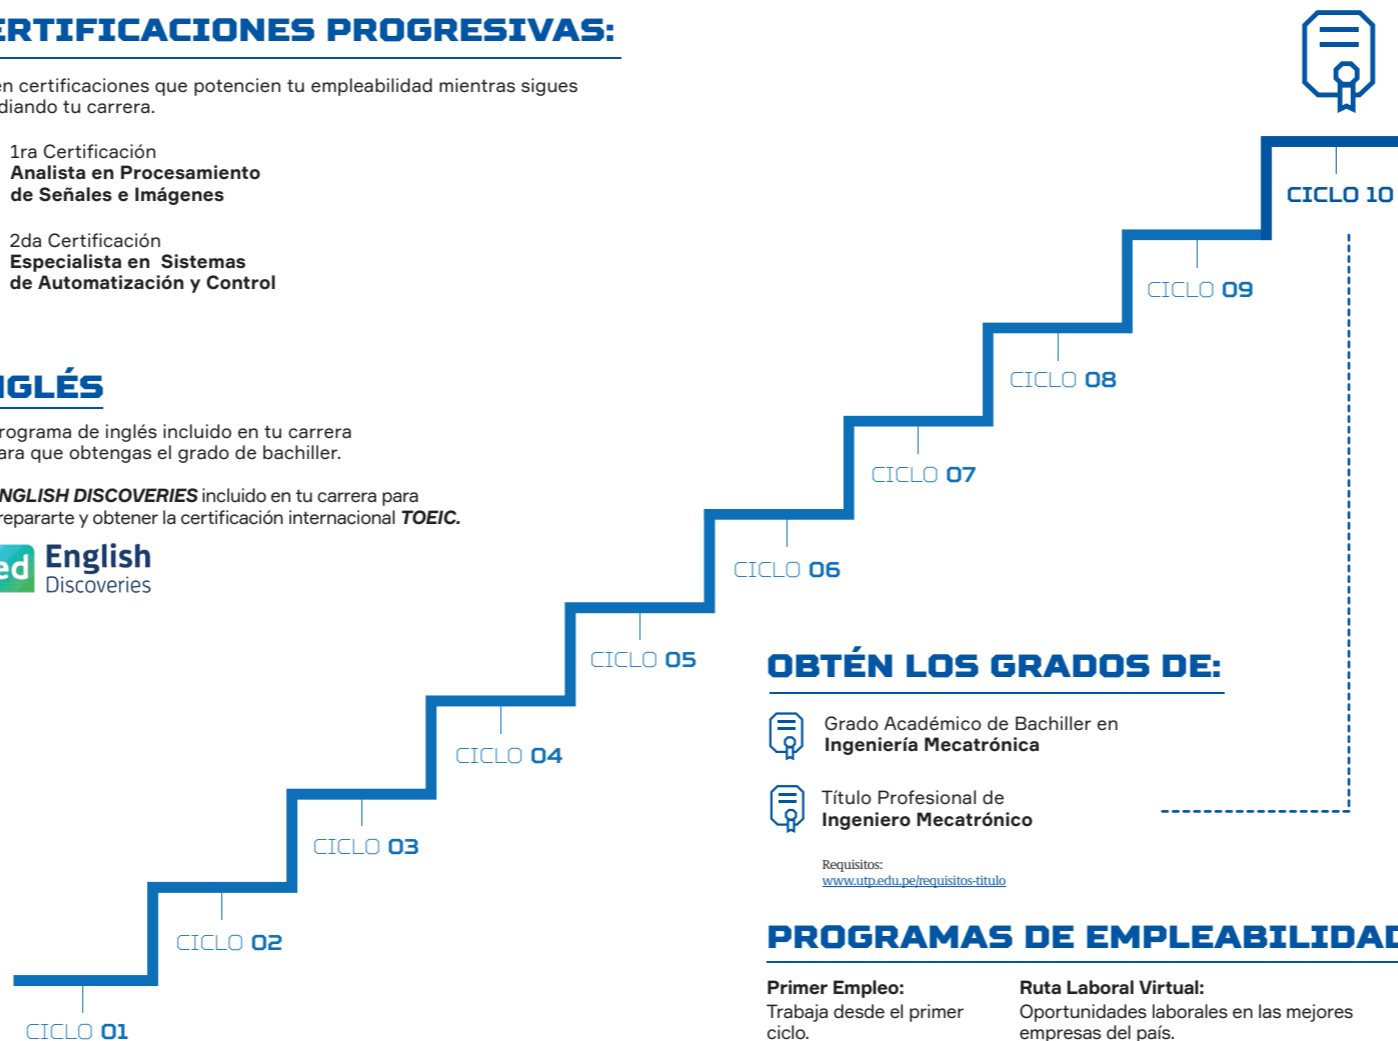 ERTIFICACIONES PROGRESIVAS:
en certificaciones que potencien tu empleabilidad mientras sigues
diando tu carrera.
1ra Certificación
Analista en Procesamiento
de Señales e Imágenes
2da Certificación
Especialista en Sistemas
de Automatización y Control
NGLÉS
rograma de inglés incluido en tu carrera
ara que obtengas el grado de bachiller.
NGLISH DISCOVERIES incluido en tu carrera para
repararte y obtener la certificación internacional TOEIC.
ed English
Discoveries
CICLO 10
CICLO 09
CICLO 08
CICLO 07
CICLO 06
CICLO 05
CICLO 04
CICLO 03
CICLO 02
CICLO 01
OBTÉN LOS GRADOS DE:
Grado Académico de Bachiller en
Ingeniería Mecatrónica
Título Profesional de
Ingeniero Mecatrónico
Requisitos:
www.utp.edu.pe/requisitos-titulo
PROGRAMAS DE EMPLEABILIDAD
Primer Empleo:
Trabaja desde el primer
ciclo.
Ruta Laboral Virtual:
Oportunidades laborales en las mejores
empresas del país.